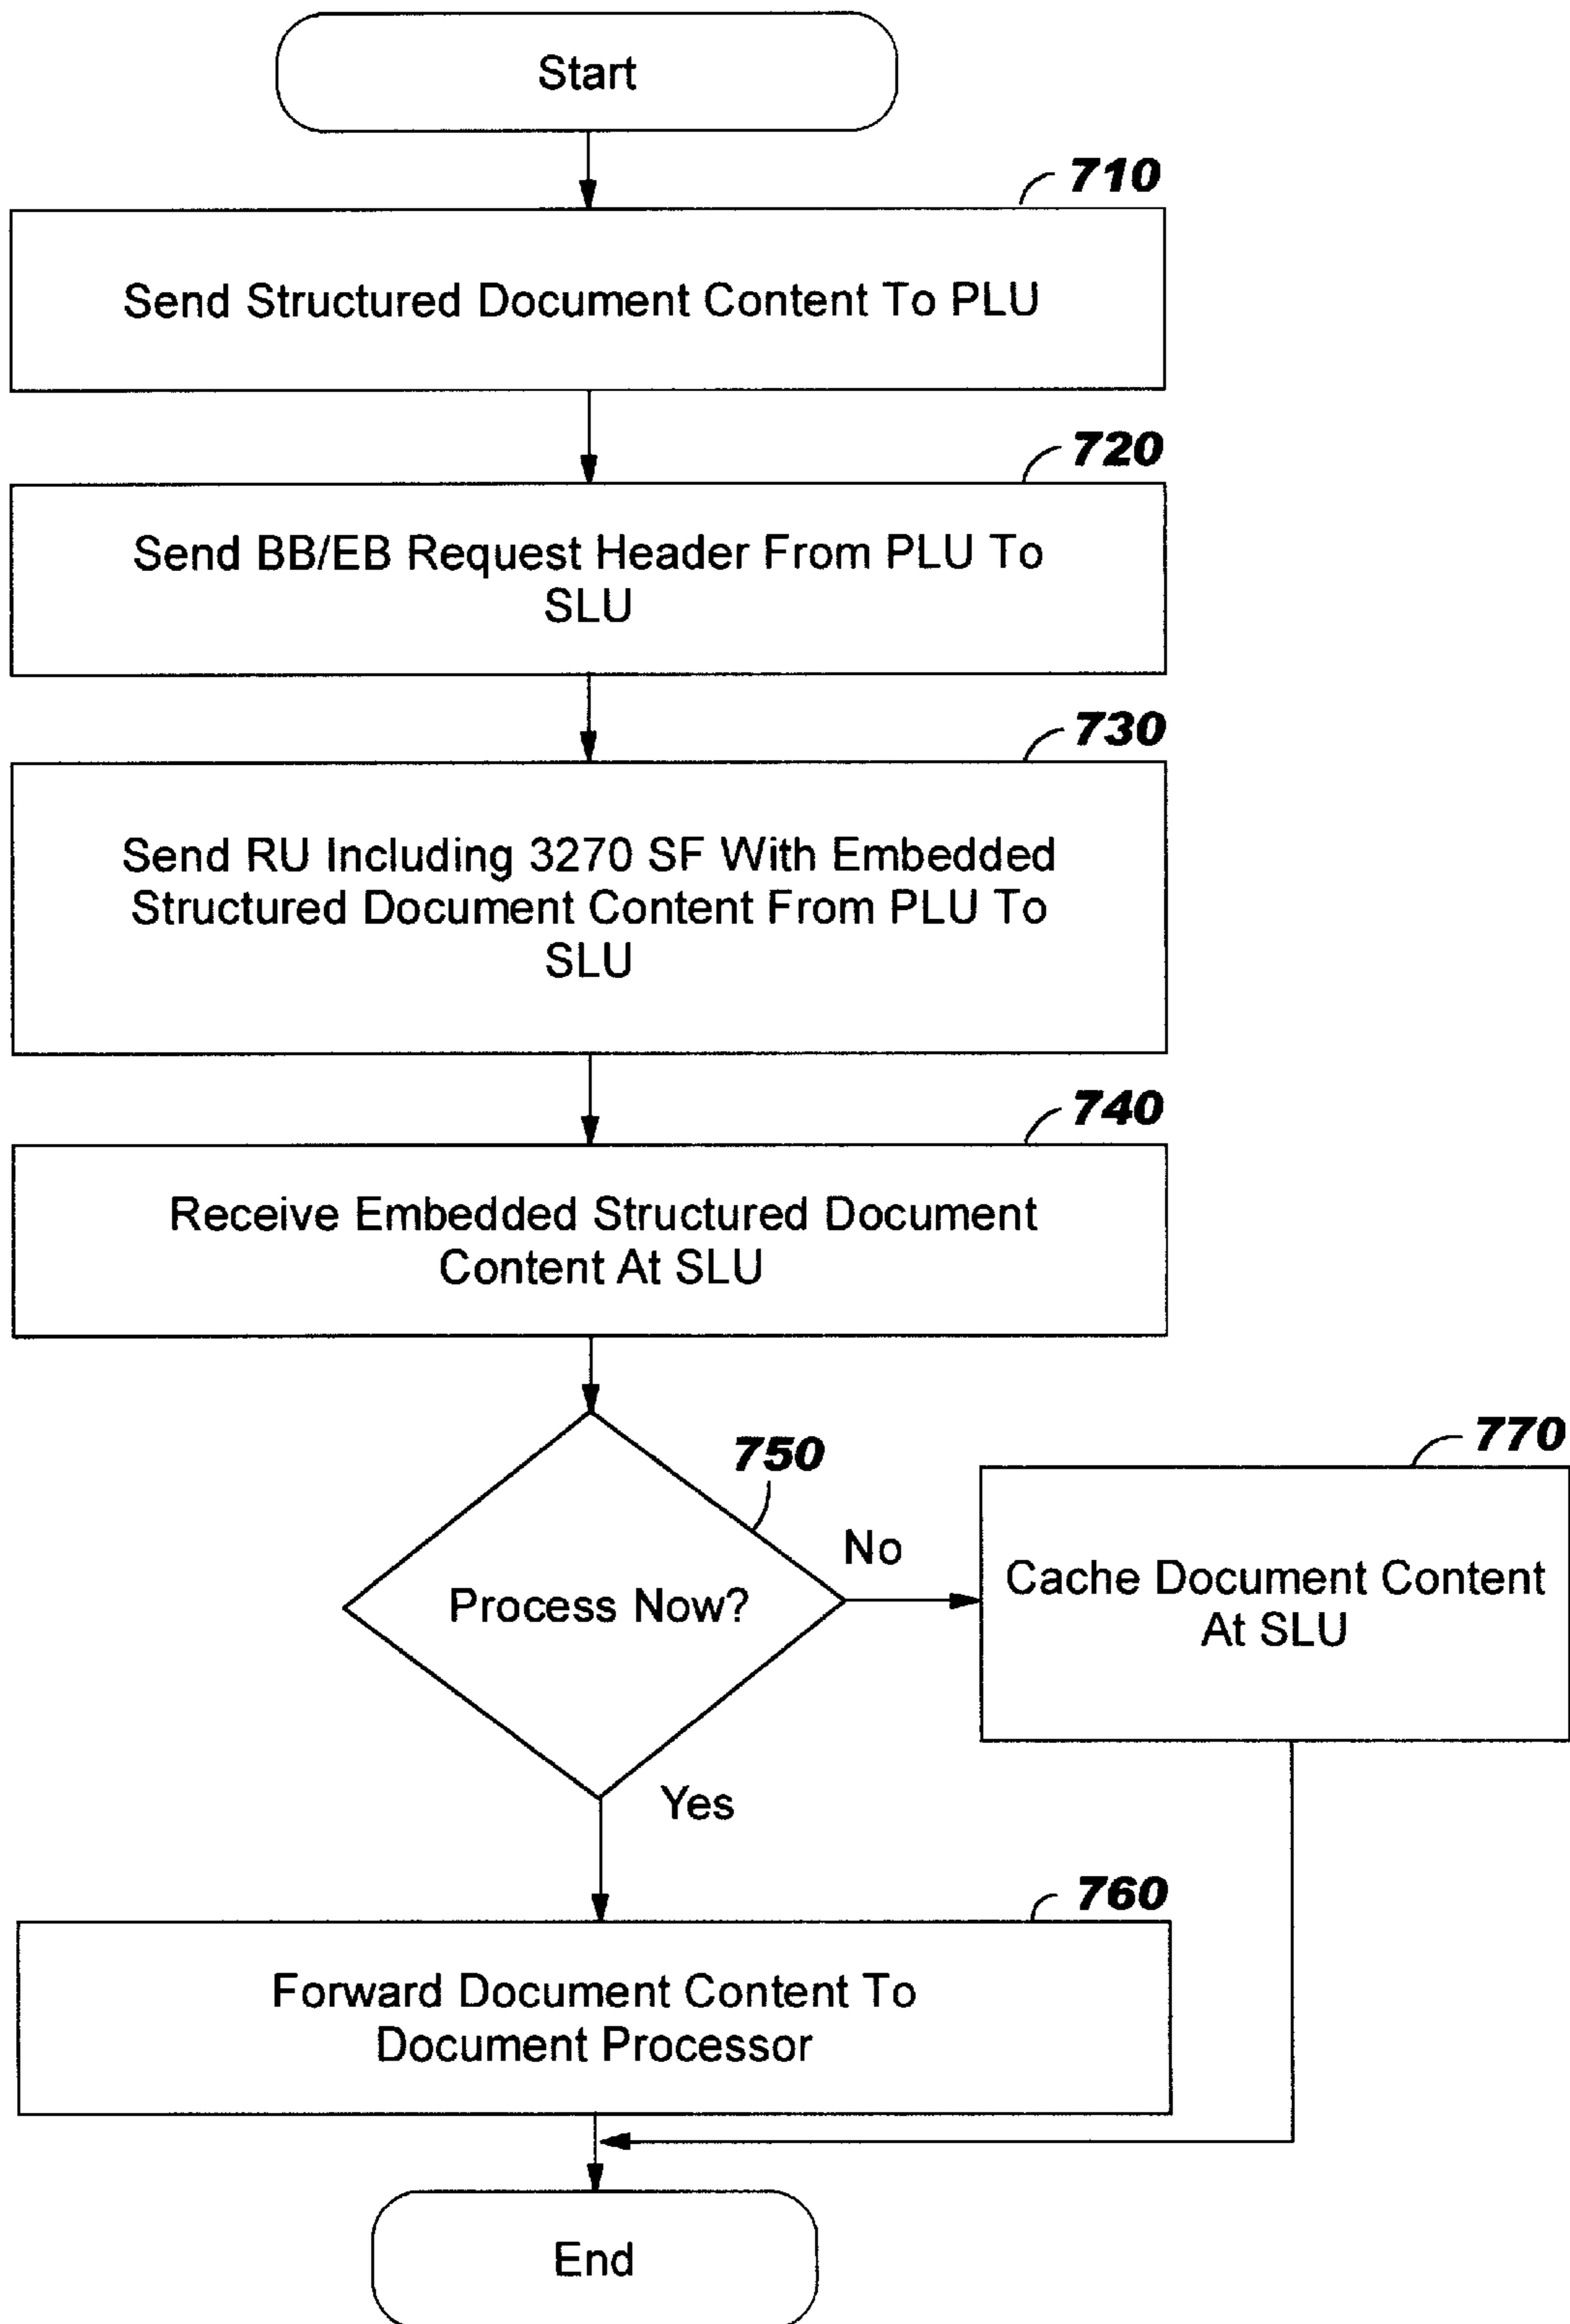 Start
710
Send Structured Document Content To PLU
720
Send BB/EB Request Header From PLU To
SLU
730
Send RU Including 3270 SF With Embedded
Structured Document Content From PLU To
SLU
740
Receive Embedded Structured Document
Content At SLU
750
Process Now?
No
770
Cache Document Content
At SLU
Yes
760
Forward Document Content To
Document Processor
End